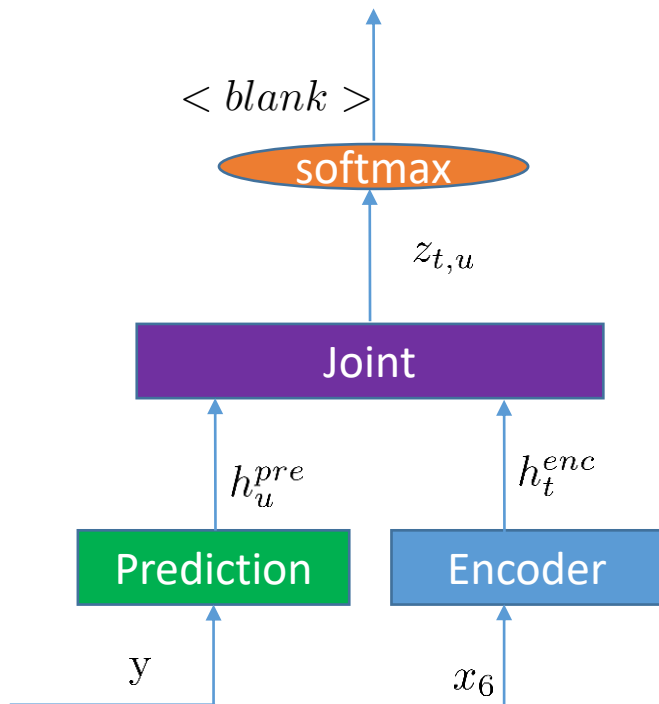 < blank >
softmax
z_{t,u}
Joint
h_u^{pre} h_t^{enc}
Prediction Encoder
y x_6